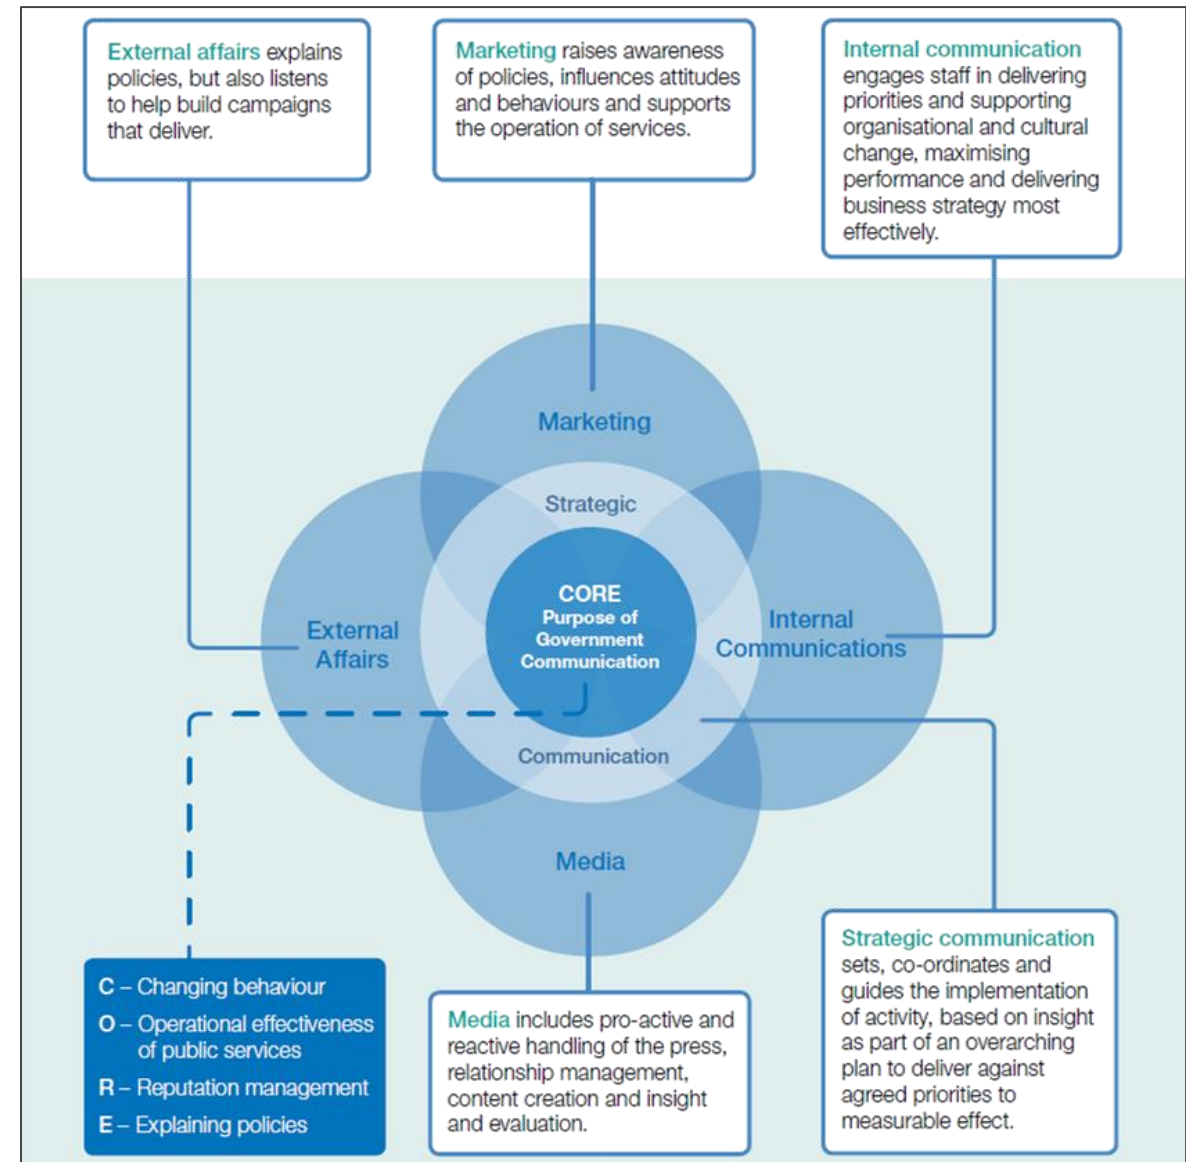 External affairs explains
policies, but also listens
to help build campaigns
that deliver.
Marketing raises awareness
of policies, influences attitudes
and behaviours and supports
the operation of services.
Internal communication
engages staff in delivering
priorities and supporting
organisational and cultural
change, maximising
performance and delivering
business strategy most
effectively.
Marketing
Strategic
CORE
Purpose of
Government
Communication
External
Affairs
Internal
Communications
Communication
Media
C – Changing behaviour
O – Operational effectiveness
of public services
R – Reputation management
E – Explaining policies
Media includes pro-active and
reactive handling of the press,
relationship management,
content creation and insight
and evaluation.
Strategic communication
sets, co-ordinates and
guides the implementation
of activity, based on insight
as part of an overarching
plan to deliver against
agreed priorities to
measurable effect.